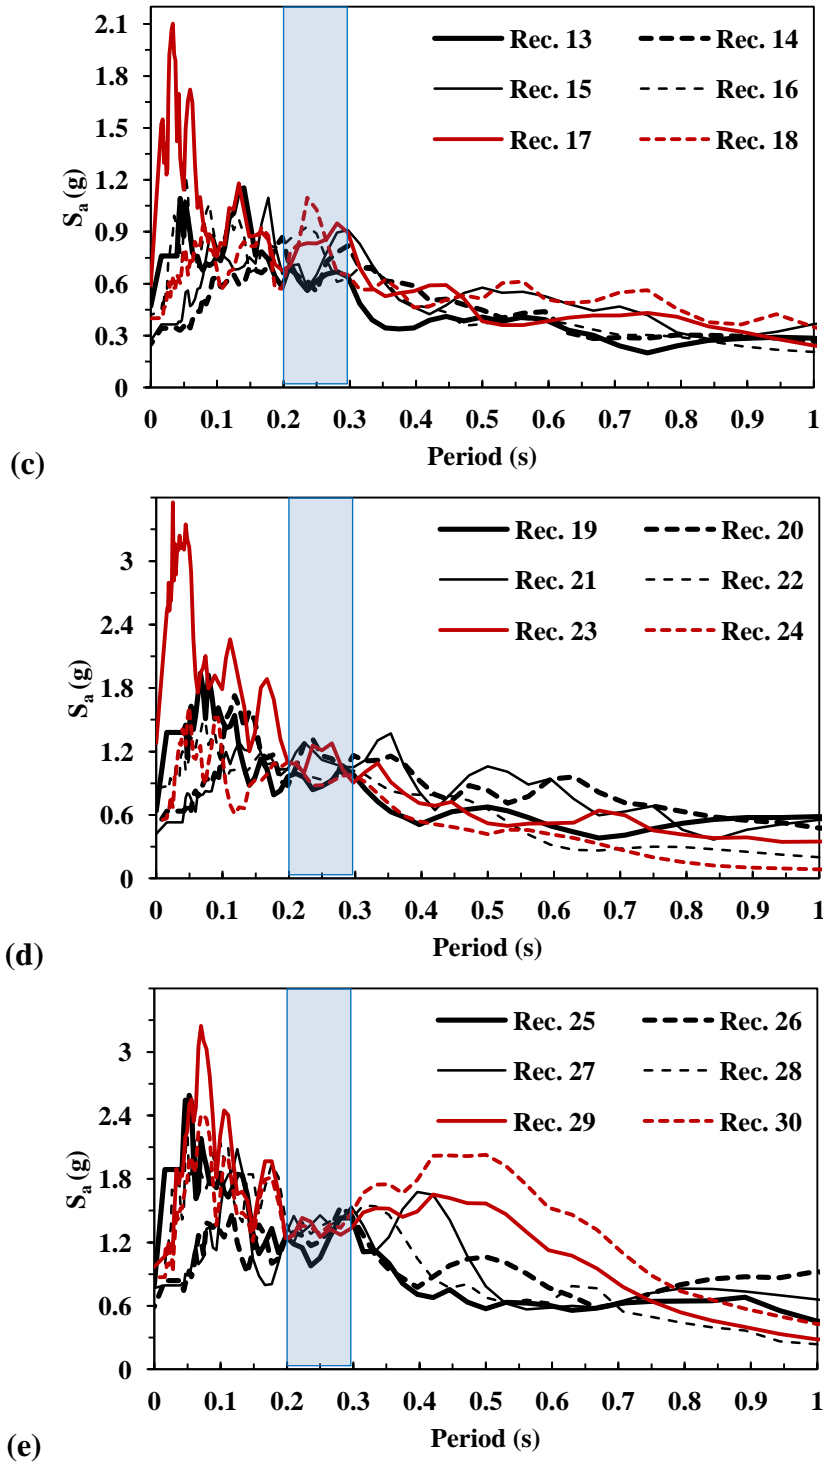 2.1
1.8
1.5
1.2
0.9
0.6
0.3
0
Sa (g)
Rec. 13 Rec. 14
Rec. 15 Rec. 16
Rec. 17 Rec. 18
0 0.1 0.2 0.3 0.4 0.5 0.6 0.7 0.8 0.9 1
Period (s)
(c)
3
2.4
1.8
1.2
0.6
0
Sa (g)
Rec. 19 Rec. 20
Rec. 21 Rec. 22
Rec. 23 Rec. 24
0 0.1 0.2 0.3 0.4 0.5 0.6 0.7 0.8 0.9 1
Period (s)
(d)
3
2.4
1.8
1.2
0.6
0
Sa (g)
Rec. 25 Rec. 26
Rec. 27 Rec. 28
Rec. 29 Rec. 30
0 0.1 0.2 0.3 0.4 0.5 0.6 0.7 0.8 0.9 1
Period (s)
(e)